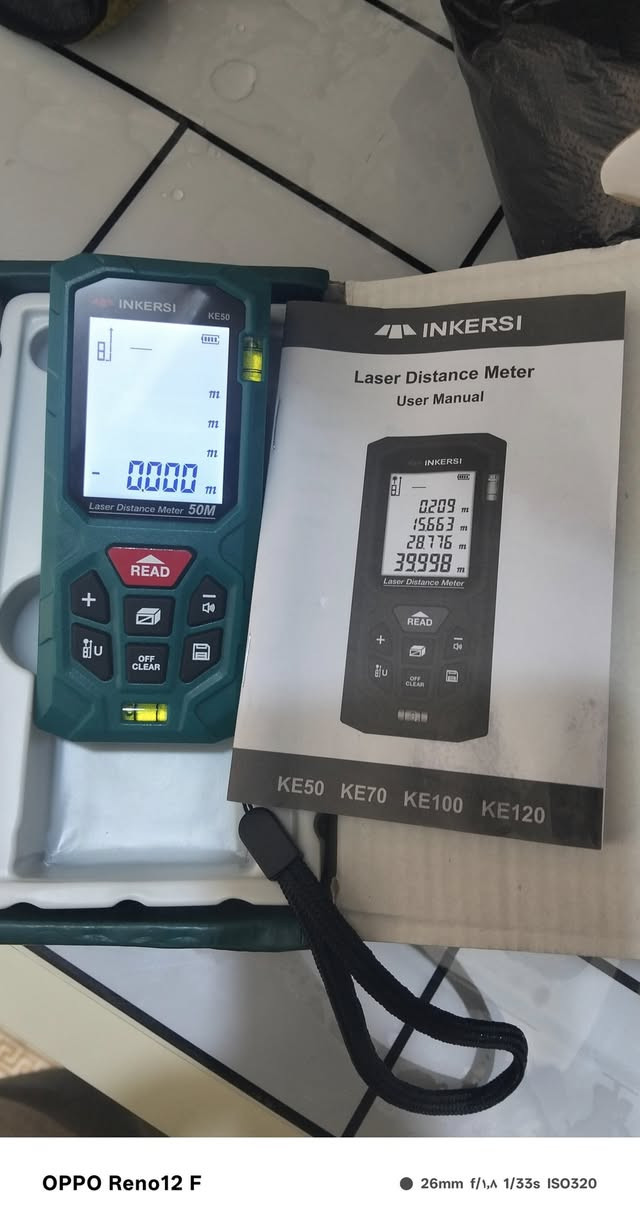 INKERSI
KE50
m
m
m
- 0.000 m
Laser Distance Meter 50M
READ
+
−
U
OFF
CLEAR
INKERSI
Laser Distance Meter
User Manual
INKERSI
0.209 m
15.663 m
28.776 m
39.998 m
Laser Distance Meter
READ
+
−
U
OFF
CLEAR
KE50 KE70 KE100 KE120
OPPO Reno12 F
26mm f/١٫٨ 1/33s ISO320